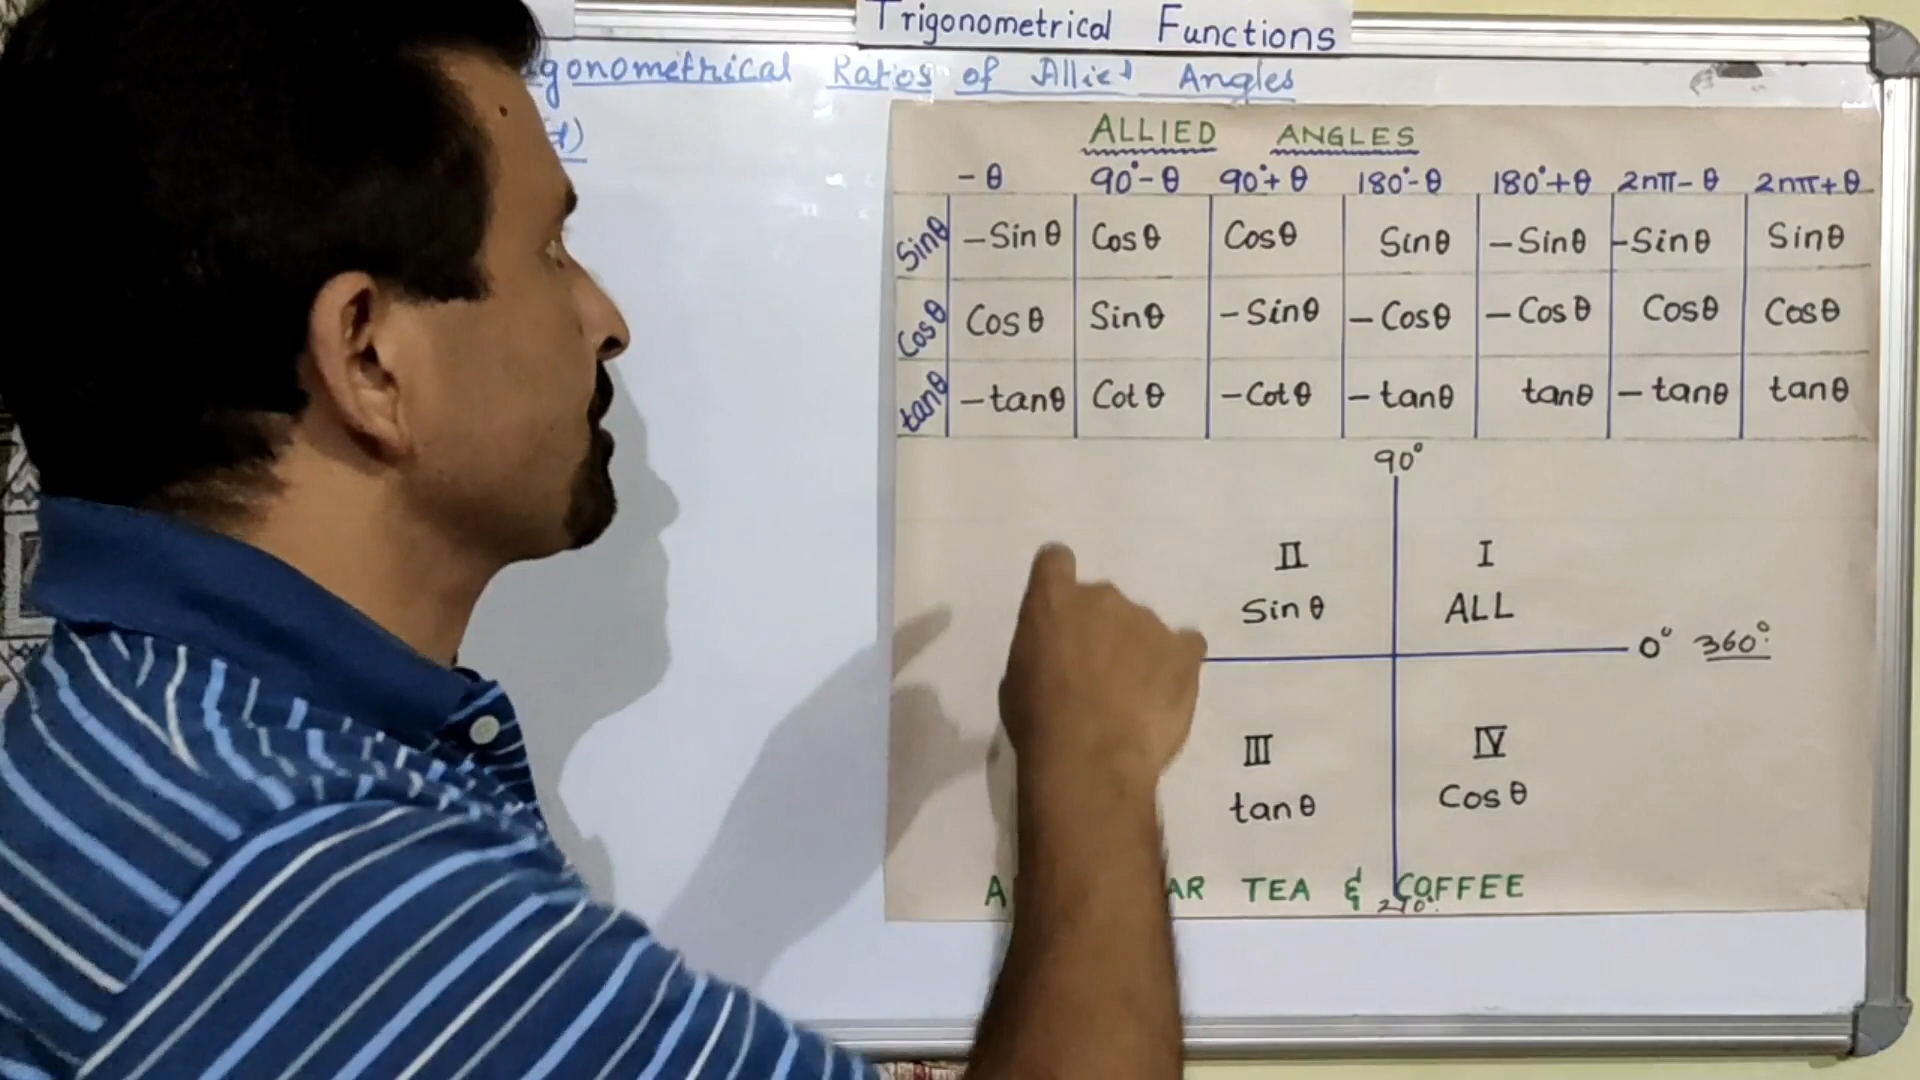 Trigonometrical Functions
gonometrical Ratios of Allied Angles
ALLIED ANGLES
-θ 90°-θ 90°+θ 180°-θ 180°+θ 2nπ-θ 2nπ+θ
Sinθ -Sinθ Cosθ Cosθ Sinθ -Sinθ -Sinθ Sinθ
Cosθ Cosθ Sinθ -Sinθ -Cosθ -Cosθ Cosθ Cosθ
tanθ -tanθ Cotθ -Cotθ -tanθ tanθ -tanθ tanθ
90°
II I
Sinθ ALL
0° 360°
III IV
tanθ Cosθ
A AR TEA & COFFEE
270°